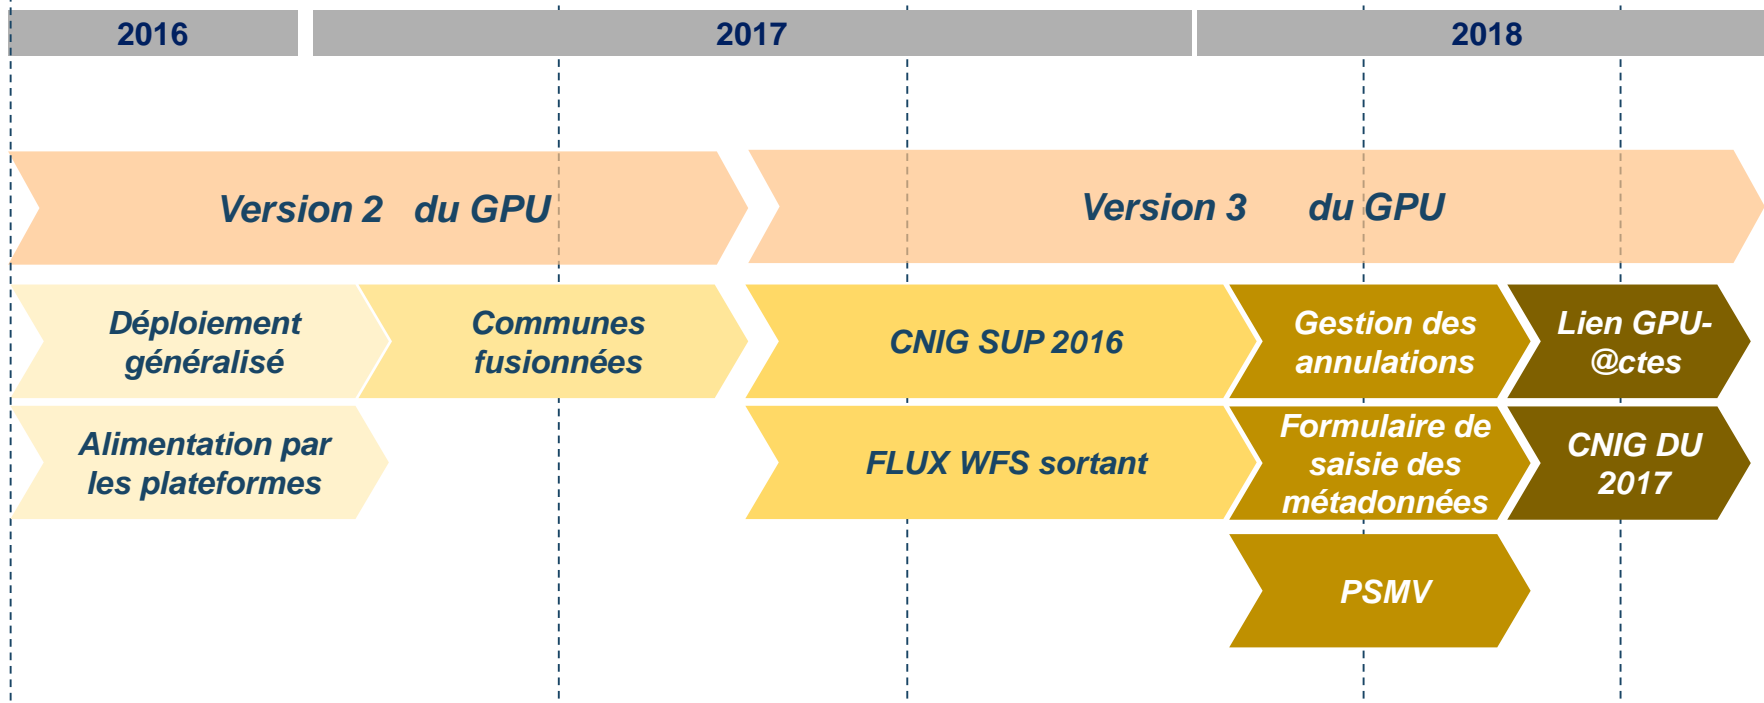 2016
2017
2018
Version 2 du GPU
Version 3 du GPU
Déploiement
généralisé
Communes
fusionnées
CNIG SUP 2016
Gestion des
annulations
Lien GPU-
@ctes
Alimentation par
les plateformes
FLUX WFS sortant
Formulaire de
saisie des
métadonnées
CNIG DU
2017
PSMV